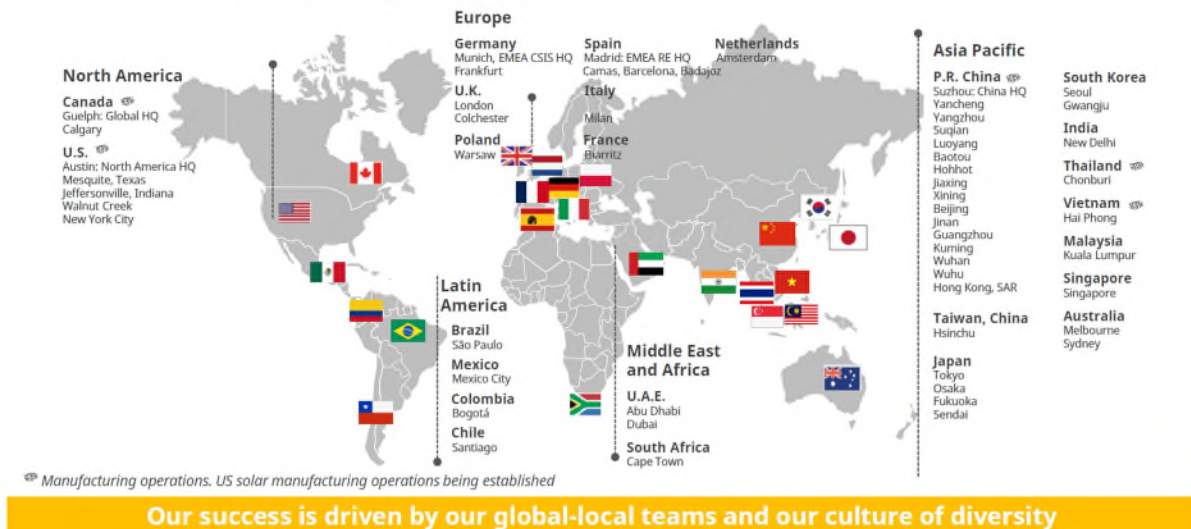 North America
Canada
Guelph: Global HQ
Calgary
U.S.
Austin: North America HQ
Mesquite, Texas
Jeffersonville, Indiana
Walnut Creek
New York City
Europe
Germany
Munich, EMEA CSIS HQ
Frankfurt
U.K.
London
Colchester
Poland
Warsaw
Spain
Madrid: EMEA RE HQ
Camas, Barcelona, Badajoz
Italy
Milan
France
Biarritz
Netherlands
Amsterdam
Latin
America
Brazil
São Paulo
Mexico
Mexico City
Colombia
Bogotá
Chile
Santiago
Middle East
and Africa
U.A.E.
Abu Dhabi
Dubai
South Africa
Cape Town
Asia Pacific
P.R. China
Suzhou: China HQ
Yancheng
Yangzhou
Suqian
Luoyang
Baotou
Hohhot
Jiaxing
Xining
Beijing
Jinan
Guangzhou
Kuming
Wuhan
Wuhu
Hong Kong, SAR
Taiwan, China
Hsinchu
Japan
Tokyo
Osaka
Fukuoka
Sendai
South Korea
Seoul
Gwangju
India
New Delhi
Thailand
Chonburi
Vietnam
Hai Phong
Malaysia
Kuala Lumpur
Singapore
Singapore
Australia
Melbourne
Sydney
Manufacturing operations. US solar manufacturing operations being established
Our success is driven by our global-local teams and our culture of diversity